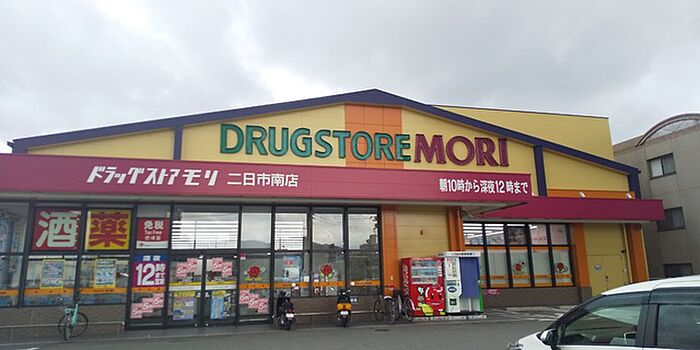 DRUGSTORE MORI
ドラッグストアモリ 二日市南店
朝10時から深夜12時まで
酒
薬
免税
Tax Free
深夜
12時